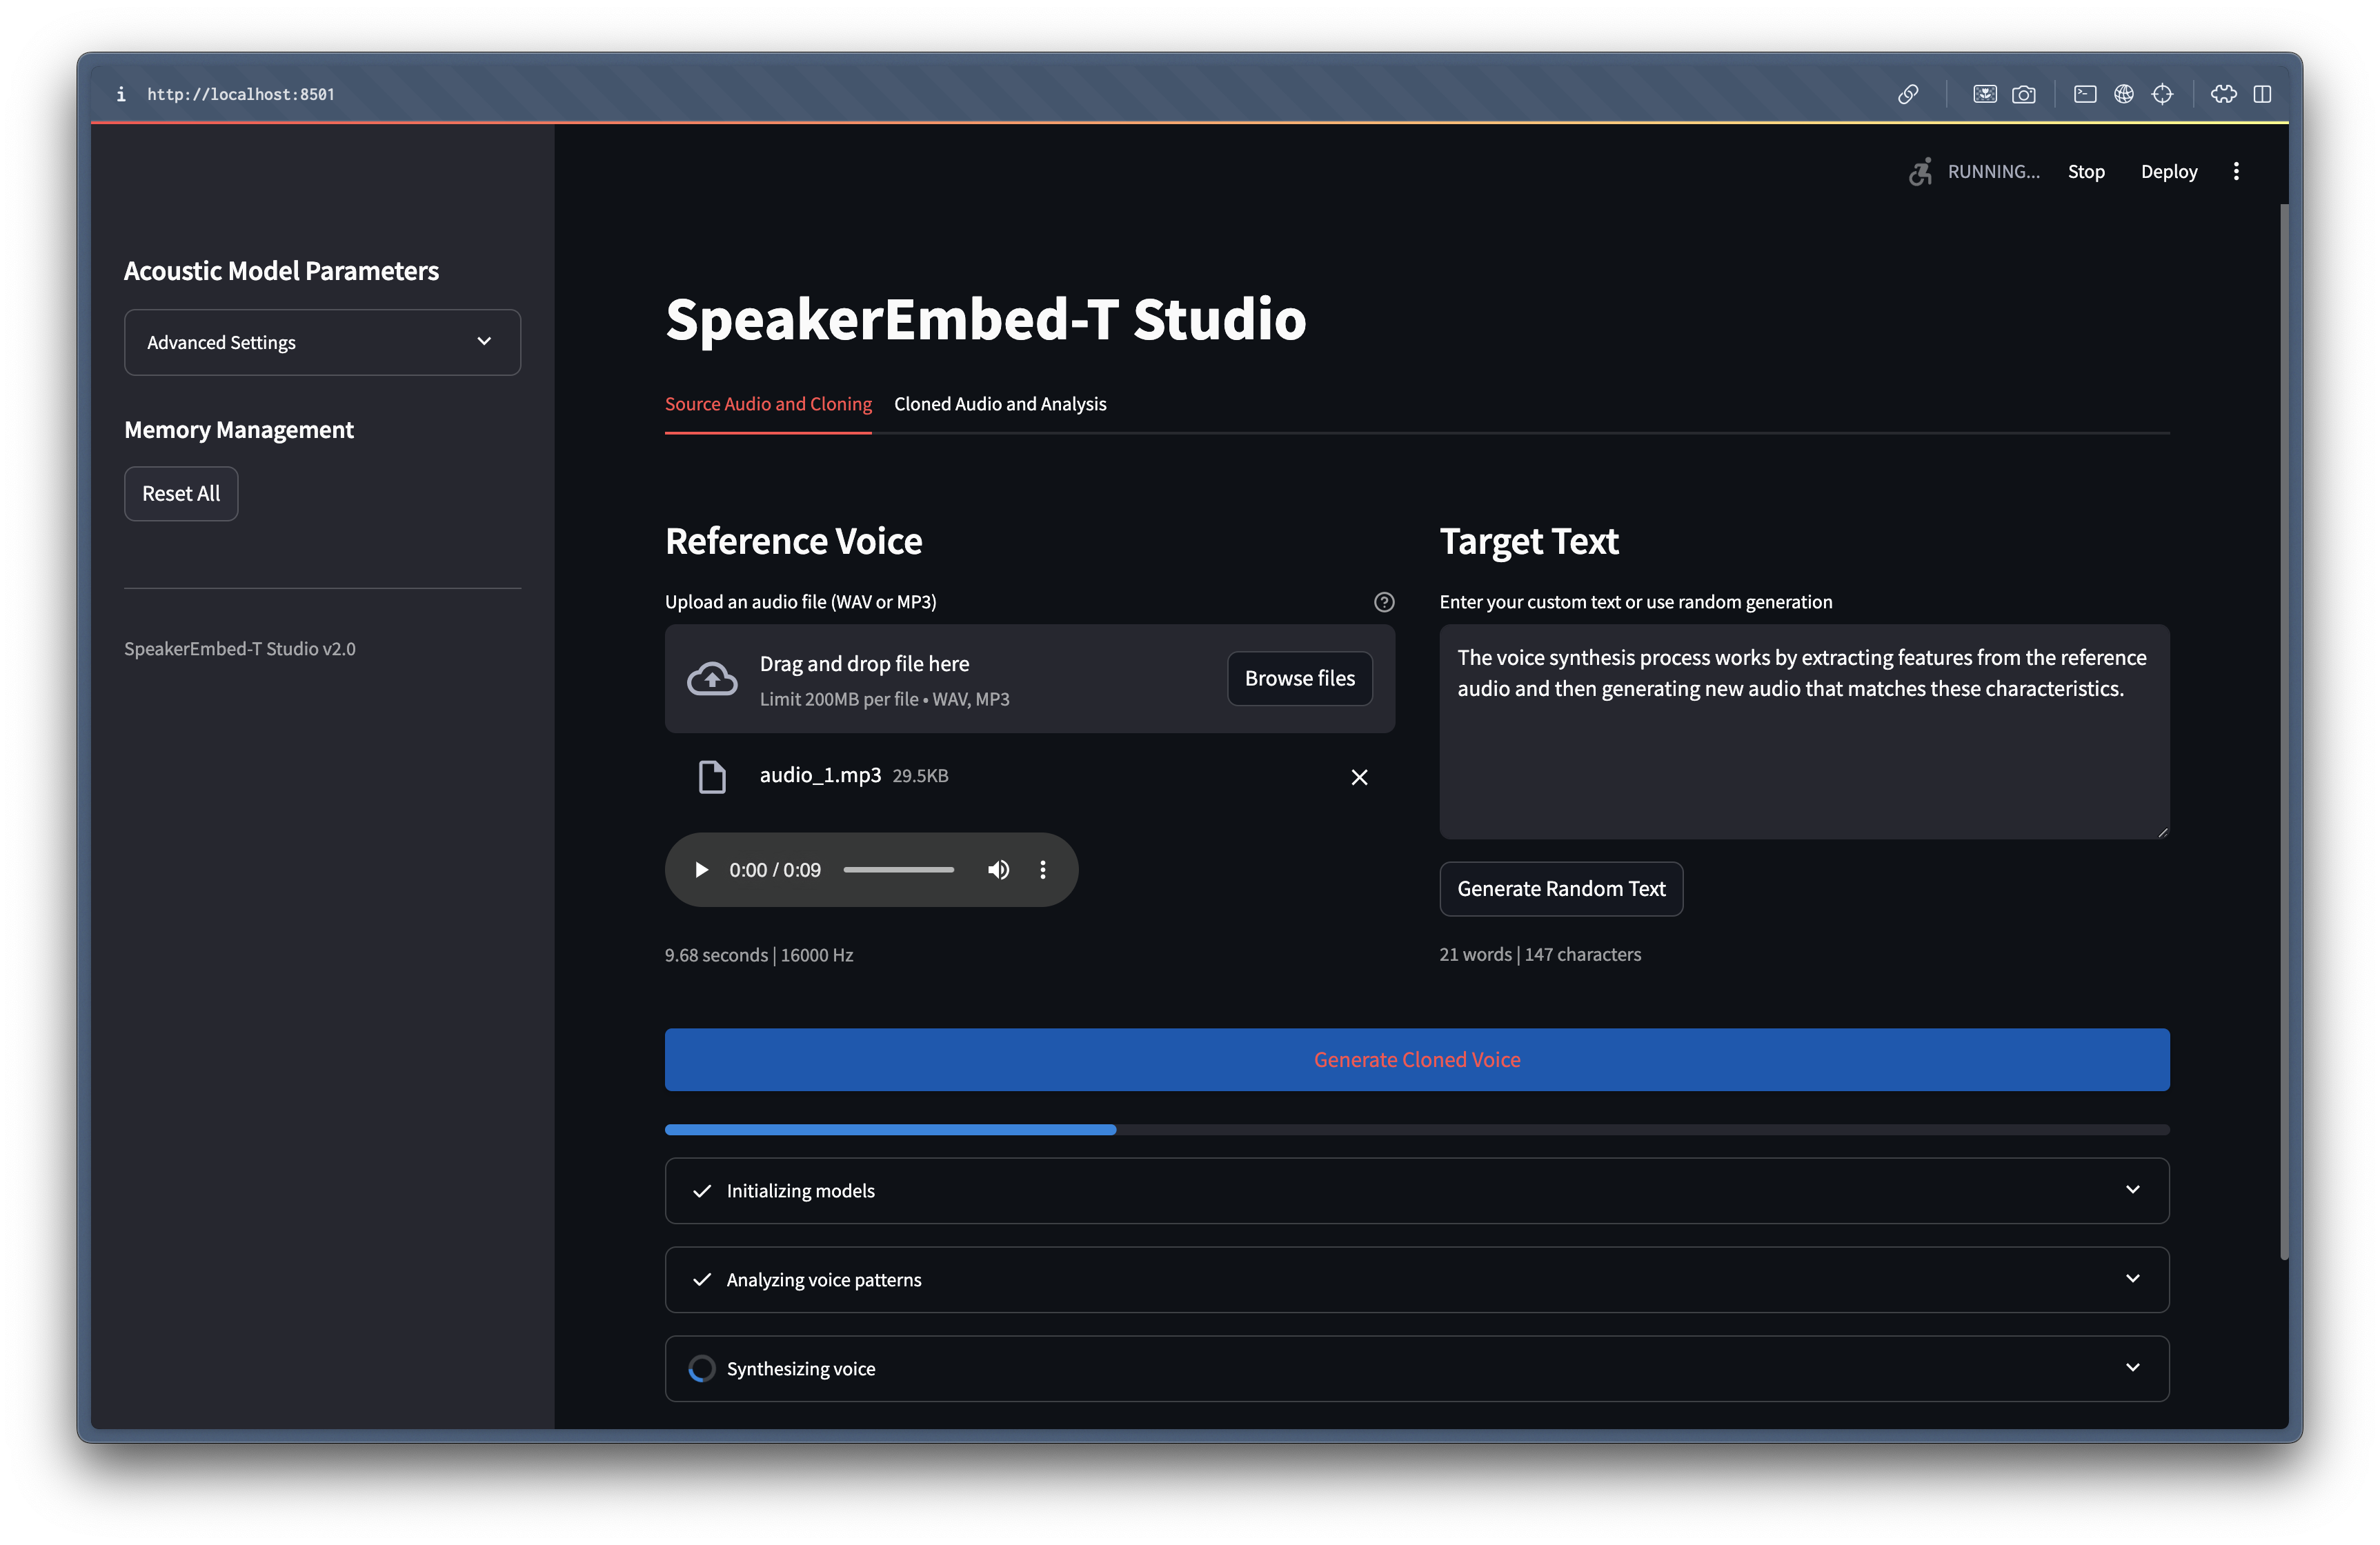 http://localhost:8501
RUNNING...
Stop
Deploy
Acoustic Model Parameters
Advanced Settings
Memory Management
Reset All
SpeakerEmbed-T Studio v2.0
SpeakerEmbed-T Studio
Source Audio and Cloning
Cloned Audio and Analysis
Reference Voice
Upload an audio file (WAV or MP3)
Drag and drop file here
Limit 200MB per file • WAV, MP3
Browse files
audio_1.mp3 29.5KB
0:00 / 0:09
9.68 seconds | 16000 Hz
Target Text
Enter your custom text or use random generation
The voice synthesis process works by extracting features from the reference
audio and then generating new audio that matches these characteristics.
Generate Random Text
21 words | 147 characters
Generate Cloned Voice
Initializing models
Analyzing voice patterns
Synthesizing voice